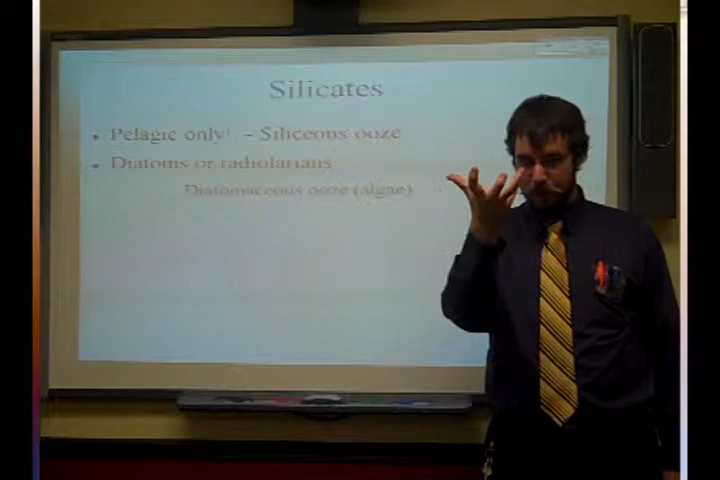 Silicates
• Pelagic only! - Siliceous ooze
• Diatoms or radiolarians
Diatomaceous ooze (algae)